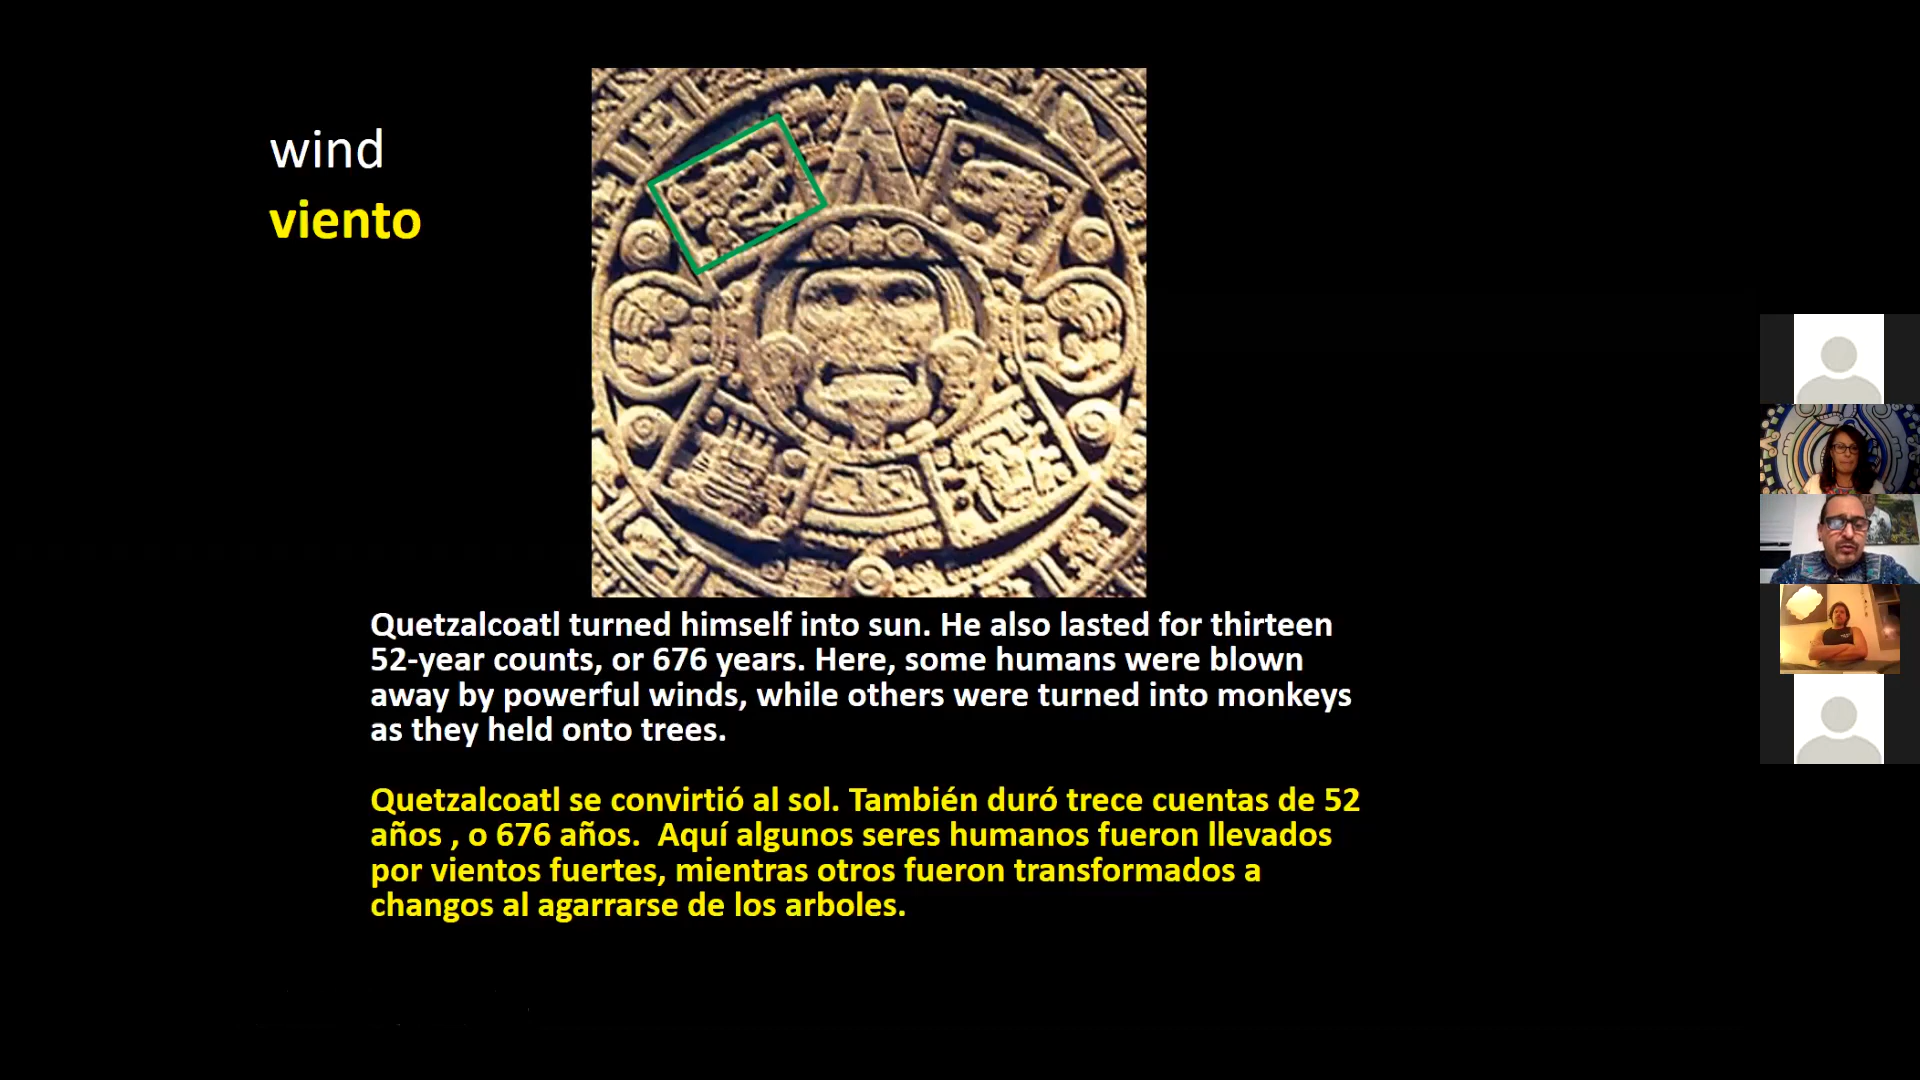 wind
viento
Quetzalcoatl turned himself into sun. He also lasted for thirteen
52-year counts, or 676 years. Here, some humans were blown
away by powerful winds, while others were turned into monkeys
as they held onto trees.
Quetzalcoatl se convirtió al sol. También duró trece cuentas de 52
años , o 676 años.  Aquí algunos seres humanos fueron llevados
por vientos fuertes, mientras otros fueron transformados a
changos al agarrarse de los arboles.